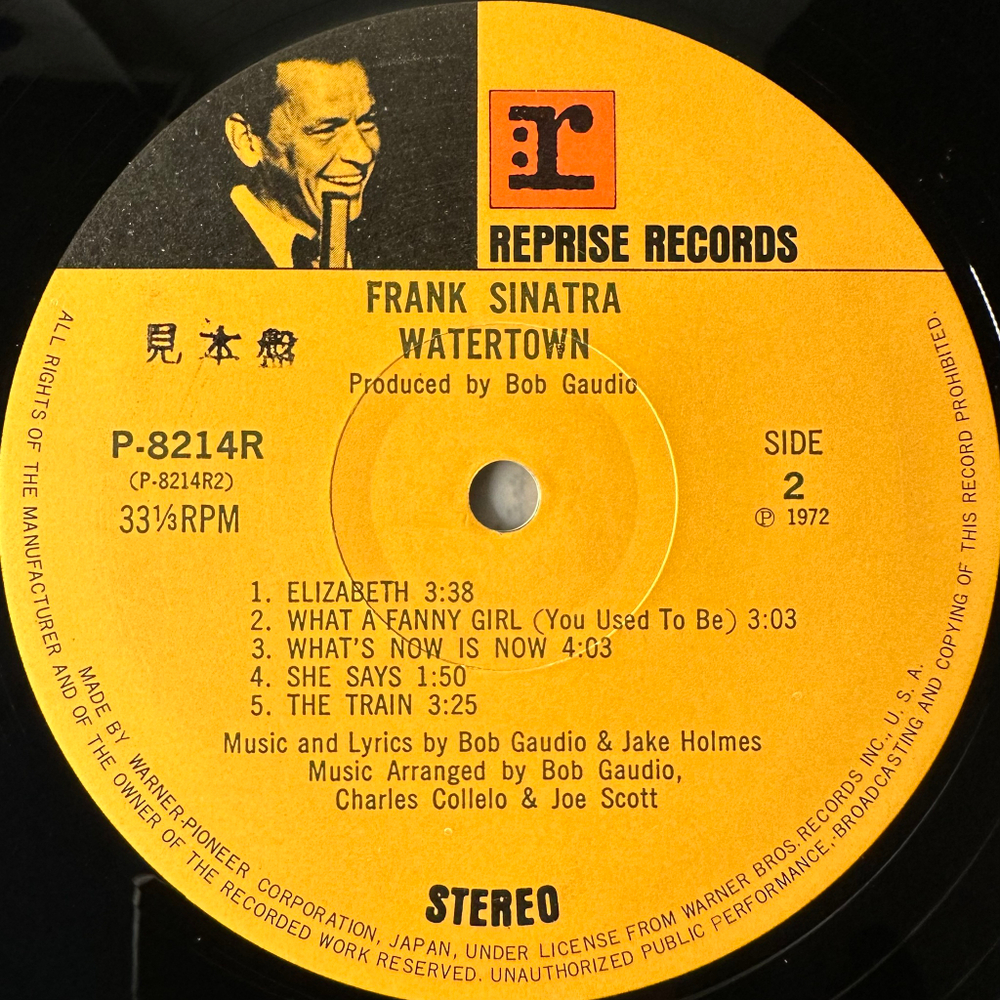 :r
REPRISE RECORDS
FRANK SINATRA
WATERTOWN
見本盤
Produced by Bob Gaudio
P-8214R
(P-8214R2)
33⅓RPM
SIDE
2
Ⓟ 1972
1. ELIZABETH 3:38
2. WHAT A FANNY GIRL (You Used To Be) 3:03
3. WHAT'S NOW IS NOW 4:03
4. SHE SAYS 1:50
5. THE TRAIN 3:25
Music and Lyrics by Bob Gaudio & Jake Holmes
Music Arranged by Bob Gaudio,
Charles Collelo & Joe Scott
STEREO
MADE BY WARNER-PIONEER CORPORATION, JAPAN, UNDER LICENSE FROM WARNER BROS. RECORDS INC., U. S. A.
ALL RIGHTS OF THE MANUFACTURER AND OF THE OWNER OF THE RECORDED WORK RESERVED. UNAUTHORIZED PUBLIC PERFORMANCE, BROADCASTING AND COPYING OF THIS RECORD PROHIBITED.